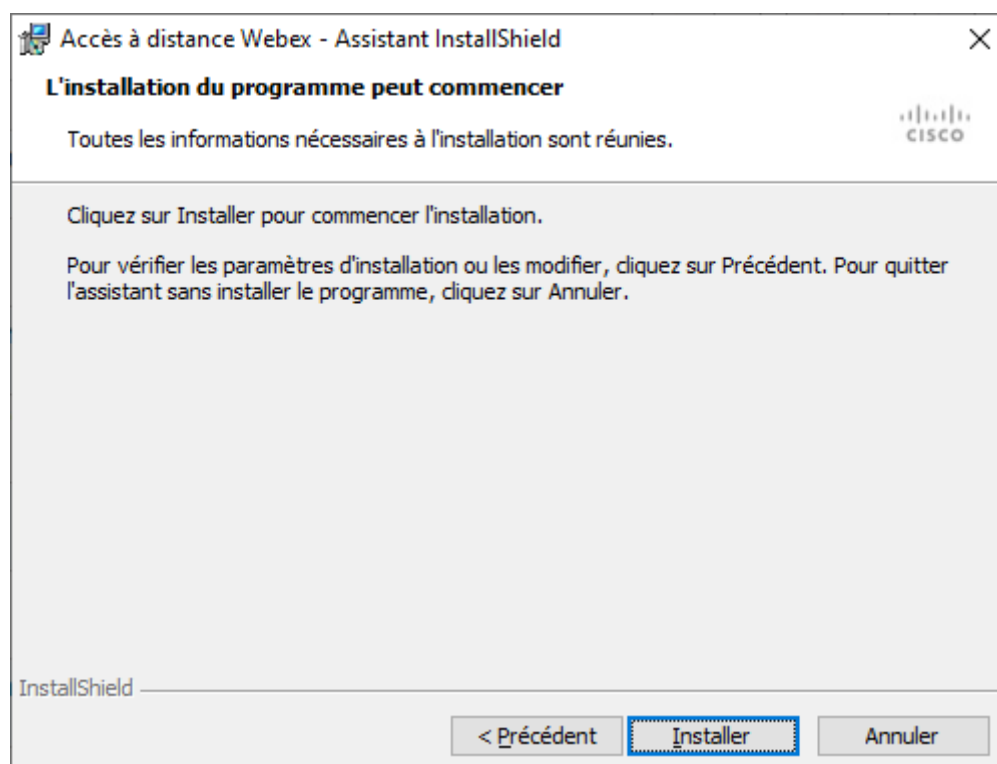 Accès à distance Webex - Assistant InstallShield
L'installation du programme peut commencer
Toutes les informations nécessaires à l'installation sont réunies.
CISCO
Cliquez sur Installer pour commencer l'installation.
Pour vérifier les paramètres d'installation ou les modifier, cliquez sur Précédent. Pour quitter
l'assistant sans installer le programme, cliquez sur Annuler.
InstallShield
< Précédent Installer Annuler